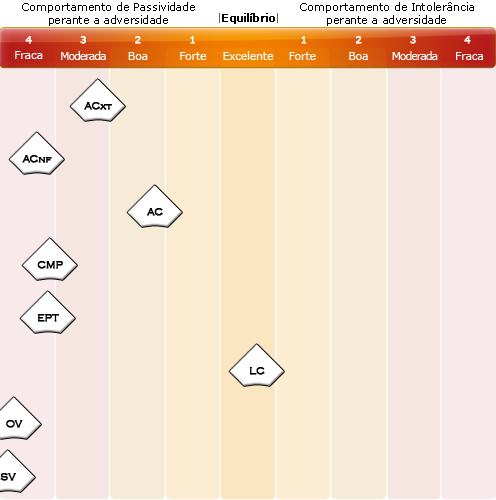 Comportamento de Passividade
perante a adversidade
|Equilíbrio|
Comportamento de Intolerância
perante a adversidade
4 3 2 1 1 2 3 4
Fraca Moderada Boa Forte Excelente Forte Boa Moderada Fraca
ACXT
ACNF
AC
CMP
EPT
LC
OV
SV